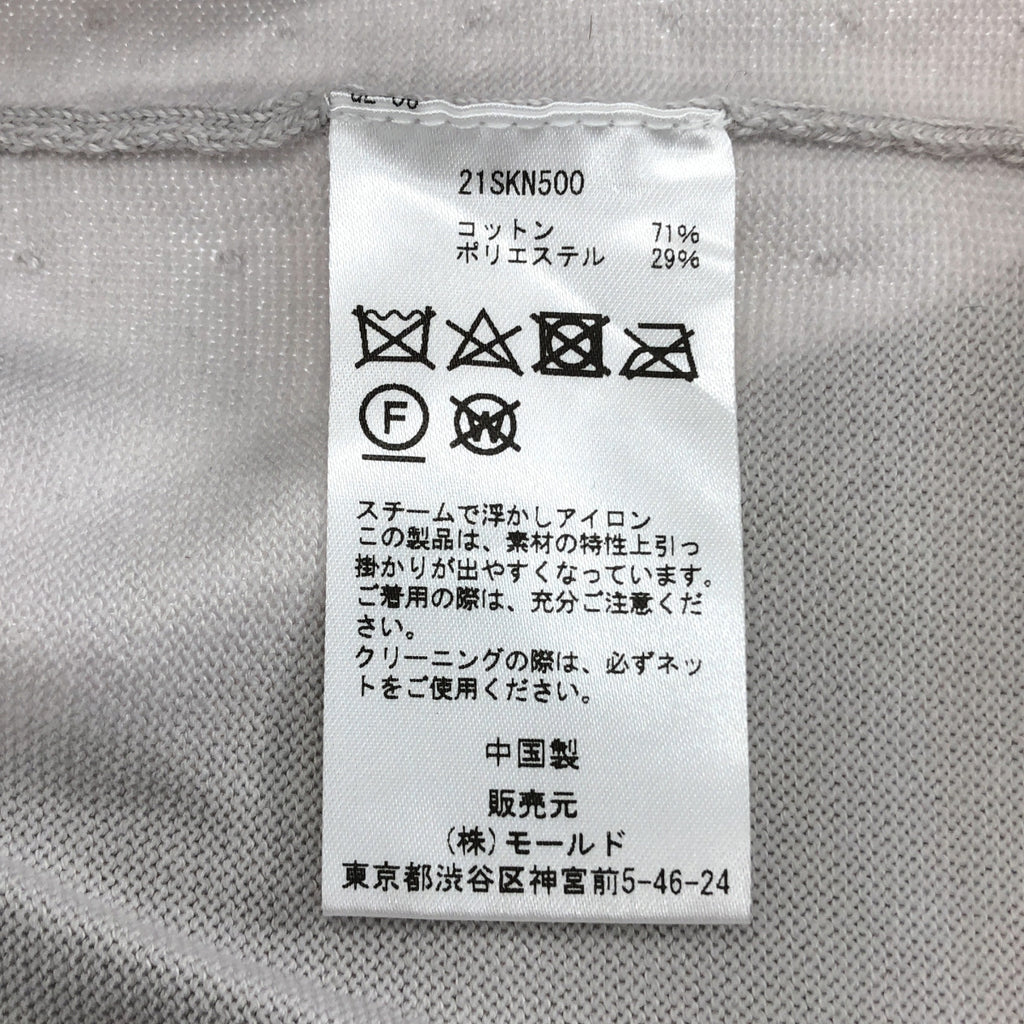 21SKN500
コットン 71%
ポリエステル 29%
F
W
スチームで浮かしアイロン
この製品は、素材の特性上引っ
掛かりが出やすくなっています。
ご着用の際は、充分ご注意くだ
さい。
クリーニングの際は、必ずネッ
トをご使用ください。
中国製
販売元
(株)モールド
東京都渋谷区神宮前5-46-24